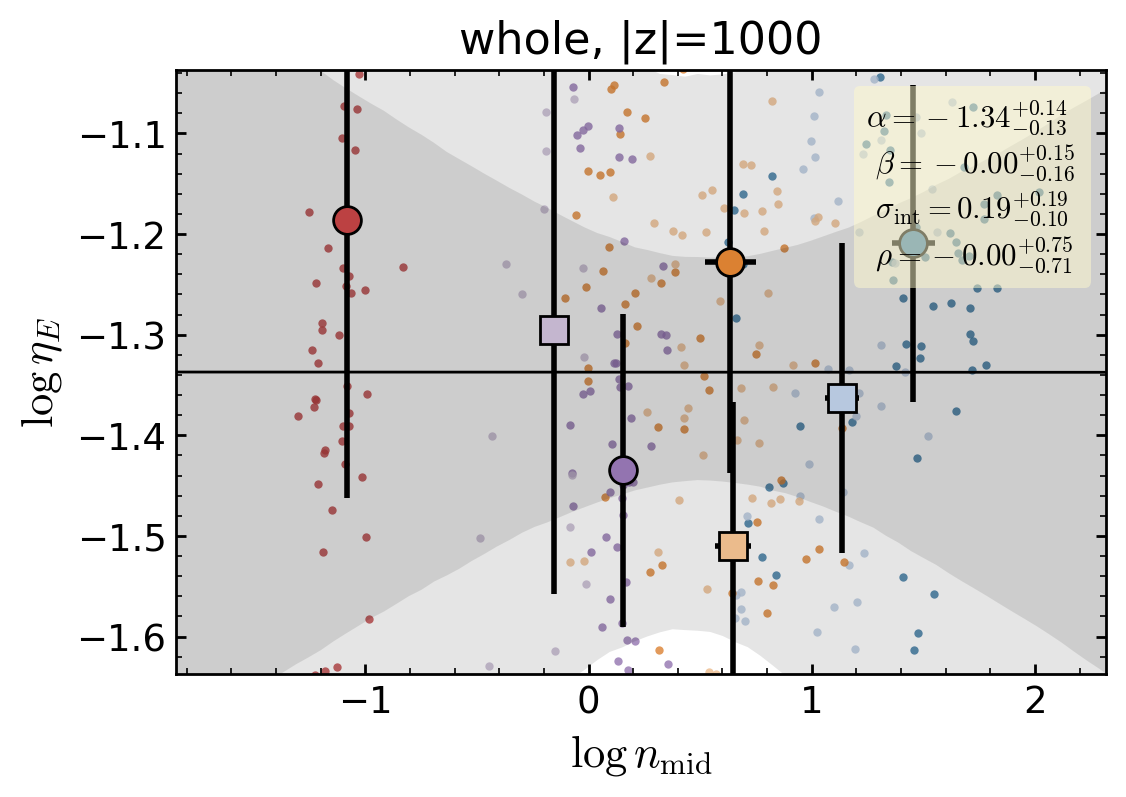 whole, |z|=1000
α = −1.34^{+0.14}_{−0.13}
β = −0.00^{+0.15}_{−0.16}
σ_int = 0.19^{+0.19}_{−0.10}
ρ = −0.00^{+0.75}_{−0.71}
−1.1
−1.2
−1.3
−1.4
−1.5
−1.6
log η_E
−1
0
1
2
log n_mid